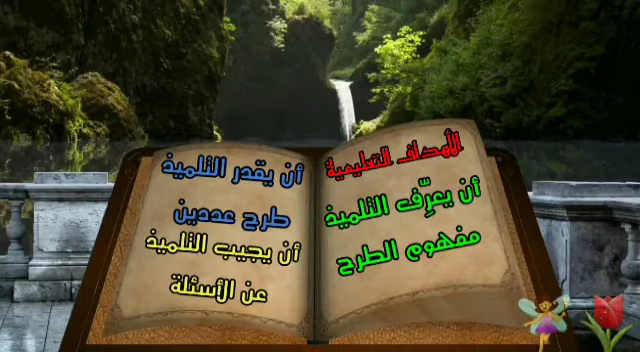 الأهداف التعليمية
أن يعرِّف التلميذ
مفهوم الطرح
أن يقدر التلميذ
طرح عددين
أن يجيب التلميذ
عن الأسئلة